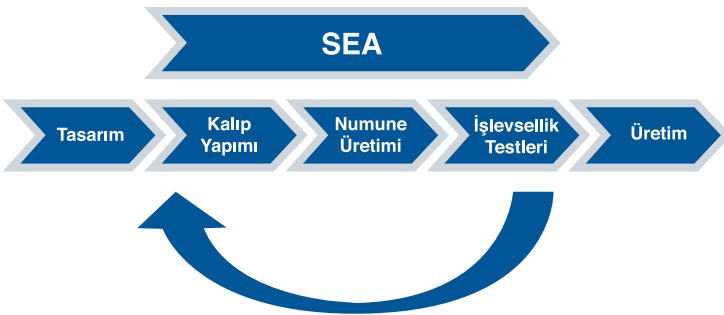 SEA
Tasarım
Kalıp
Yapımı
Numune
Üretimi
İşlevsellik
Testleri
Üretim